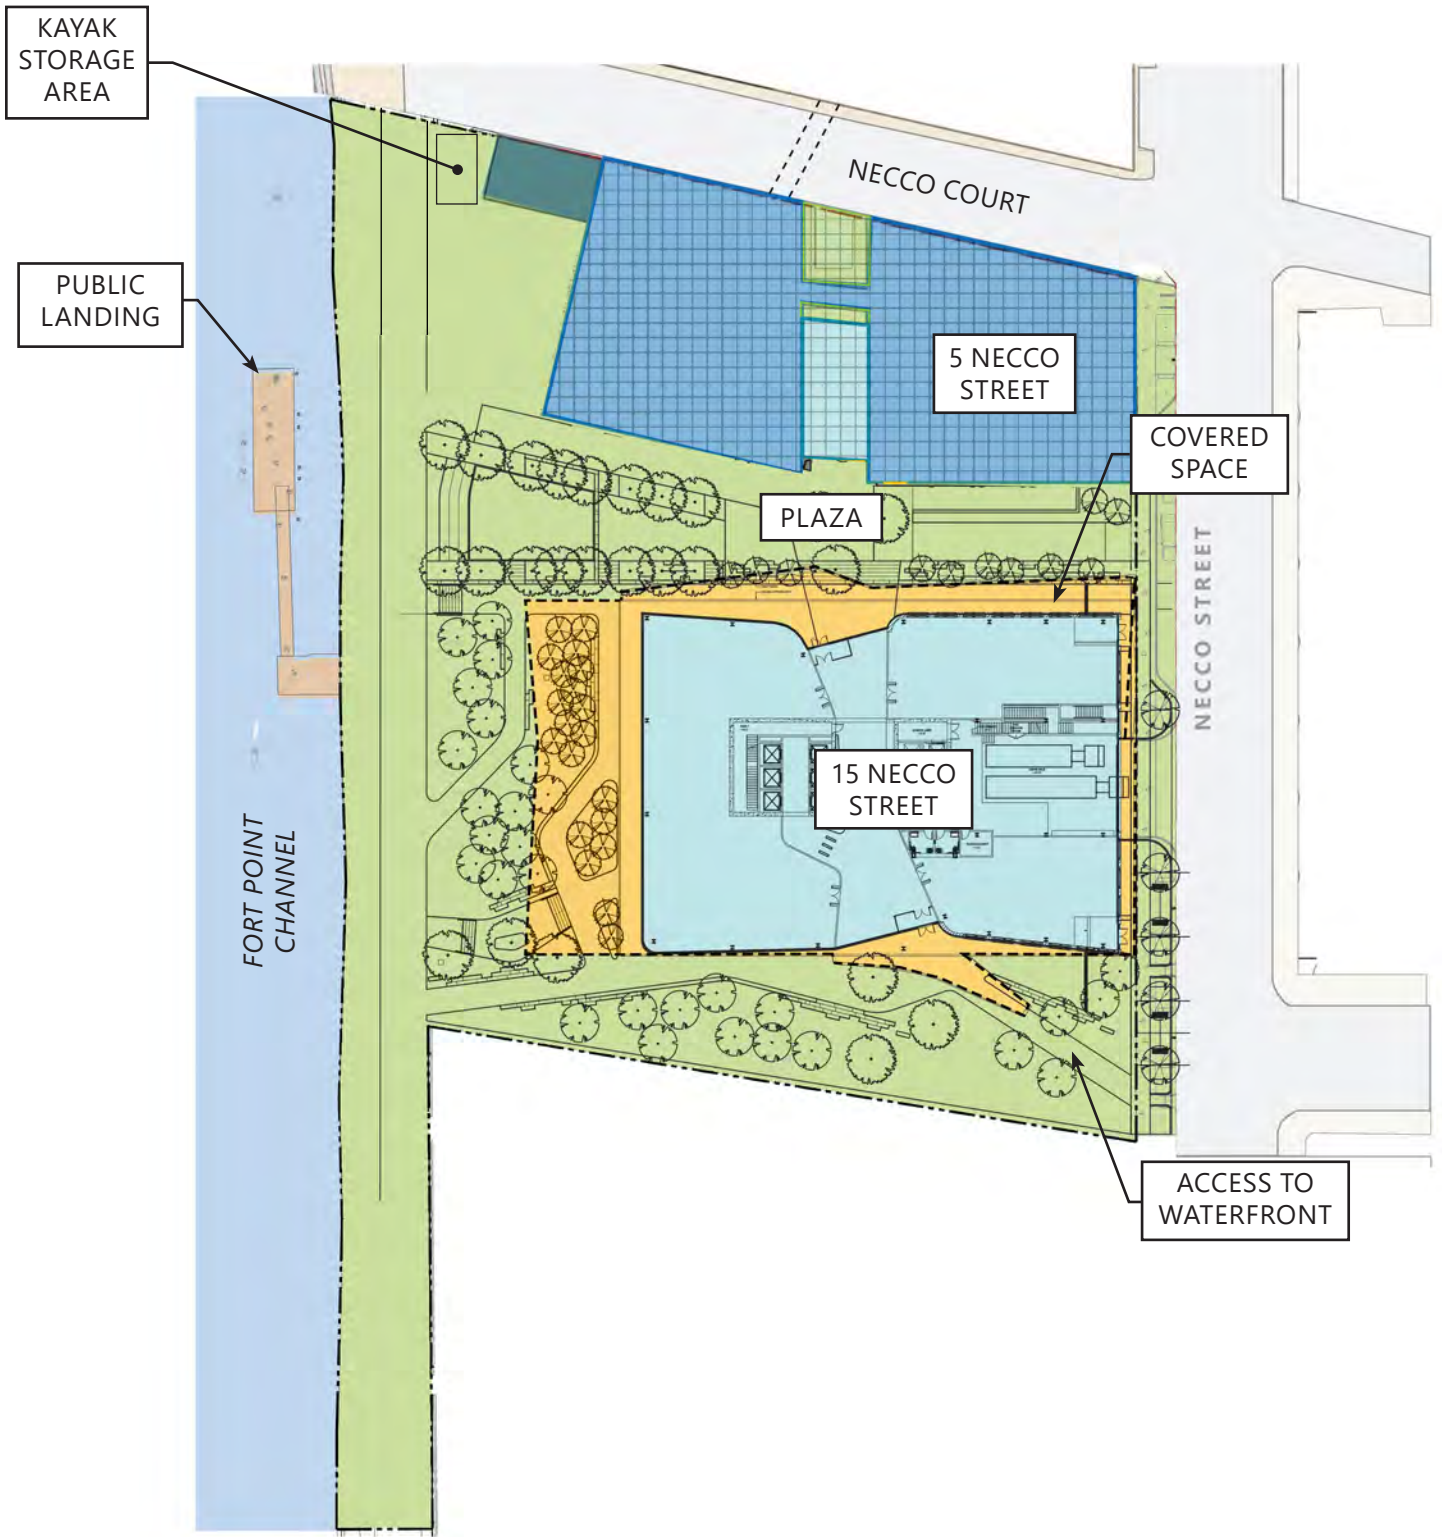 KAYAK
STORAGE
AREA
NECCO COURT
PUBLIC
LANDING
5 NECCO
STREET
COVERED
SPACE
PLAZA
NECCO STREET
15 NECCO
STREET
FORT POINT
CHANNEL
ACCESS TO
WATERFRONT